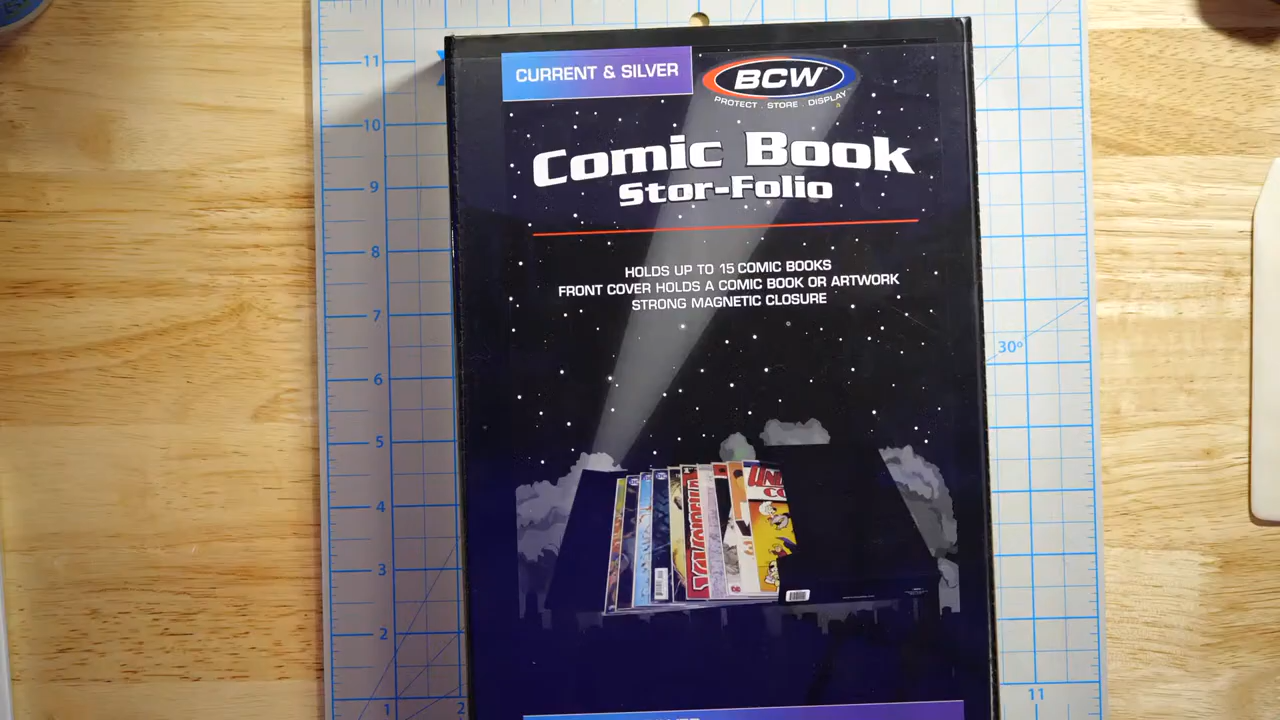 CURRENT & SILVER
BCW
PROTECT . STORE . DISPLAY
Comic Book
Stor-Folio
HOLDS UP TO 15 COMIC BOOKS
FRONT COVER HOLDS A COMIC BOOK OR ARTWORK
STRONG MAGNETIC CLOSURE
11
10
9
8
7
6
5
4
3
2
1
2
30º
11